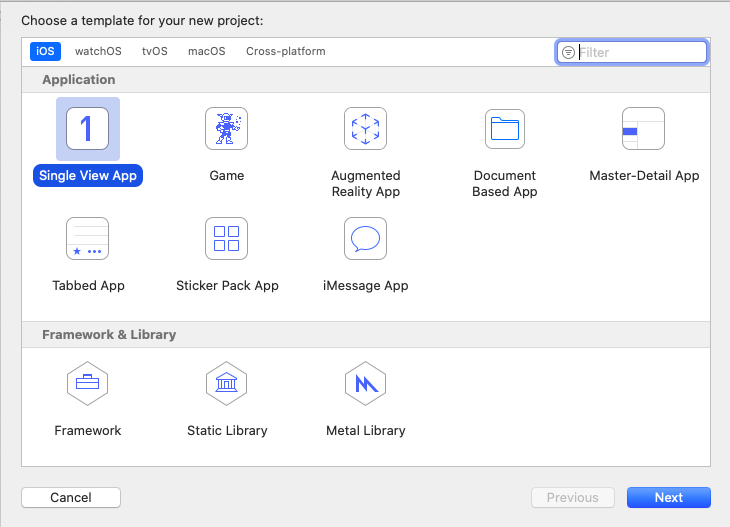 Choose a template for your new project:
iOS watchOS tvOS macOS Cross-platform Filter
Application
1
Single View App Game Augmented Reality App Document Based App Master-Detail App
Tabbed App Sticker Pack App iMessage App
Framework & Library
Framework Static Library Metal Library
Cancel Previous Next